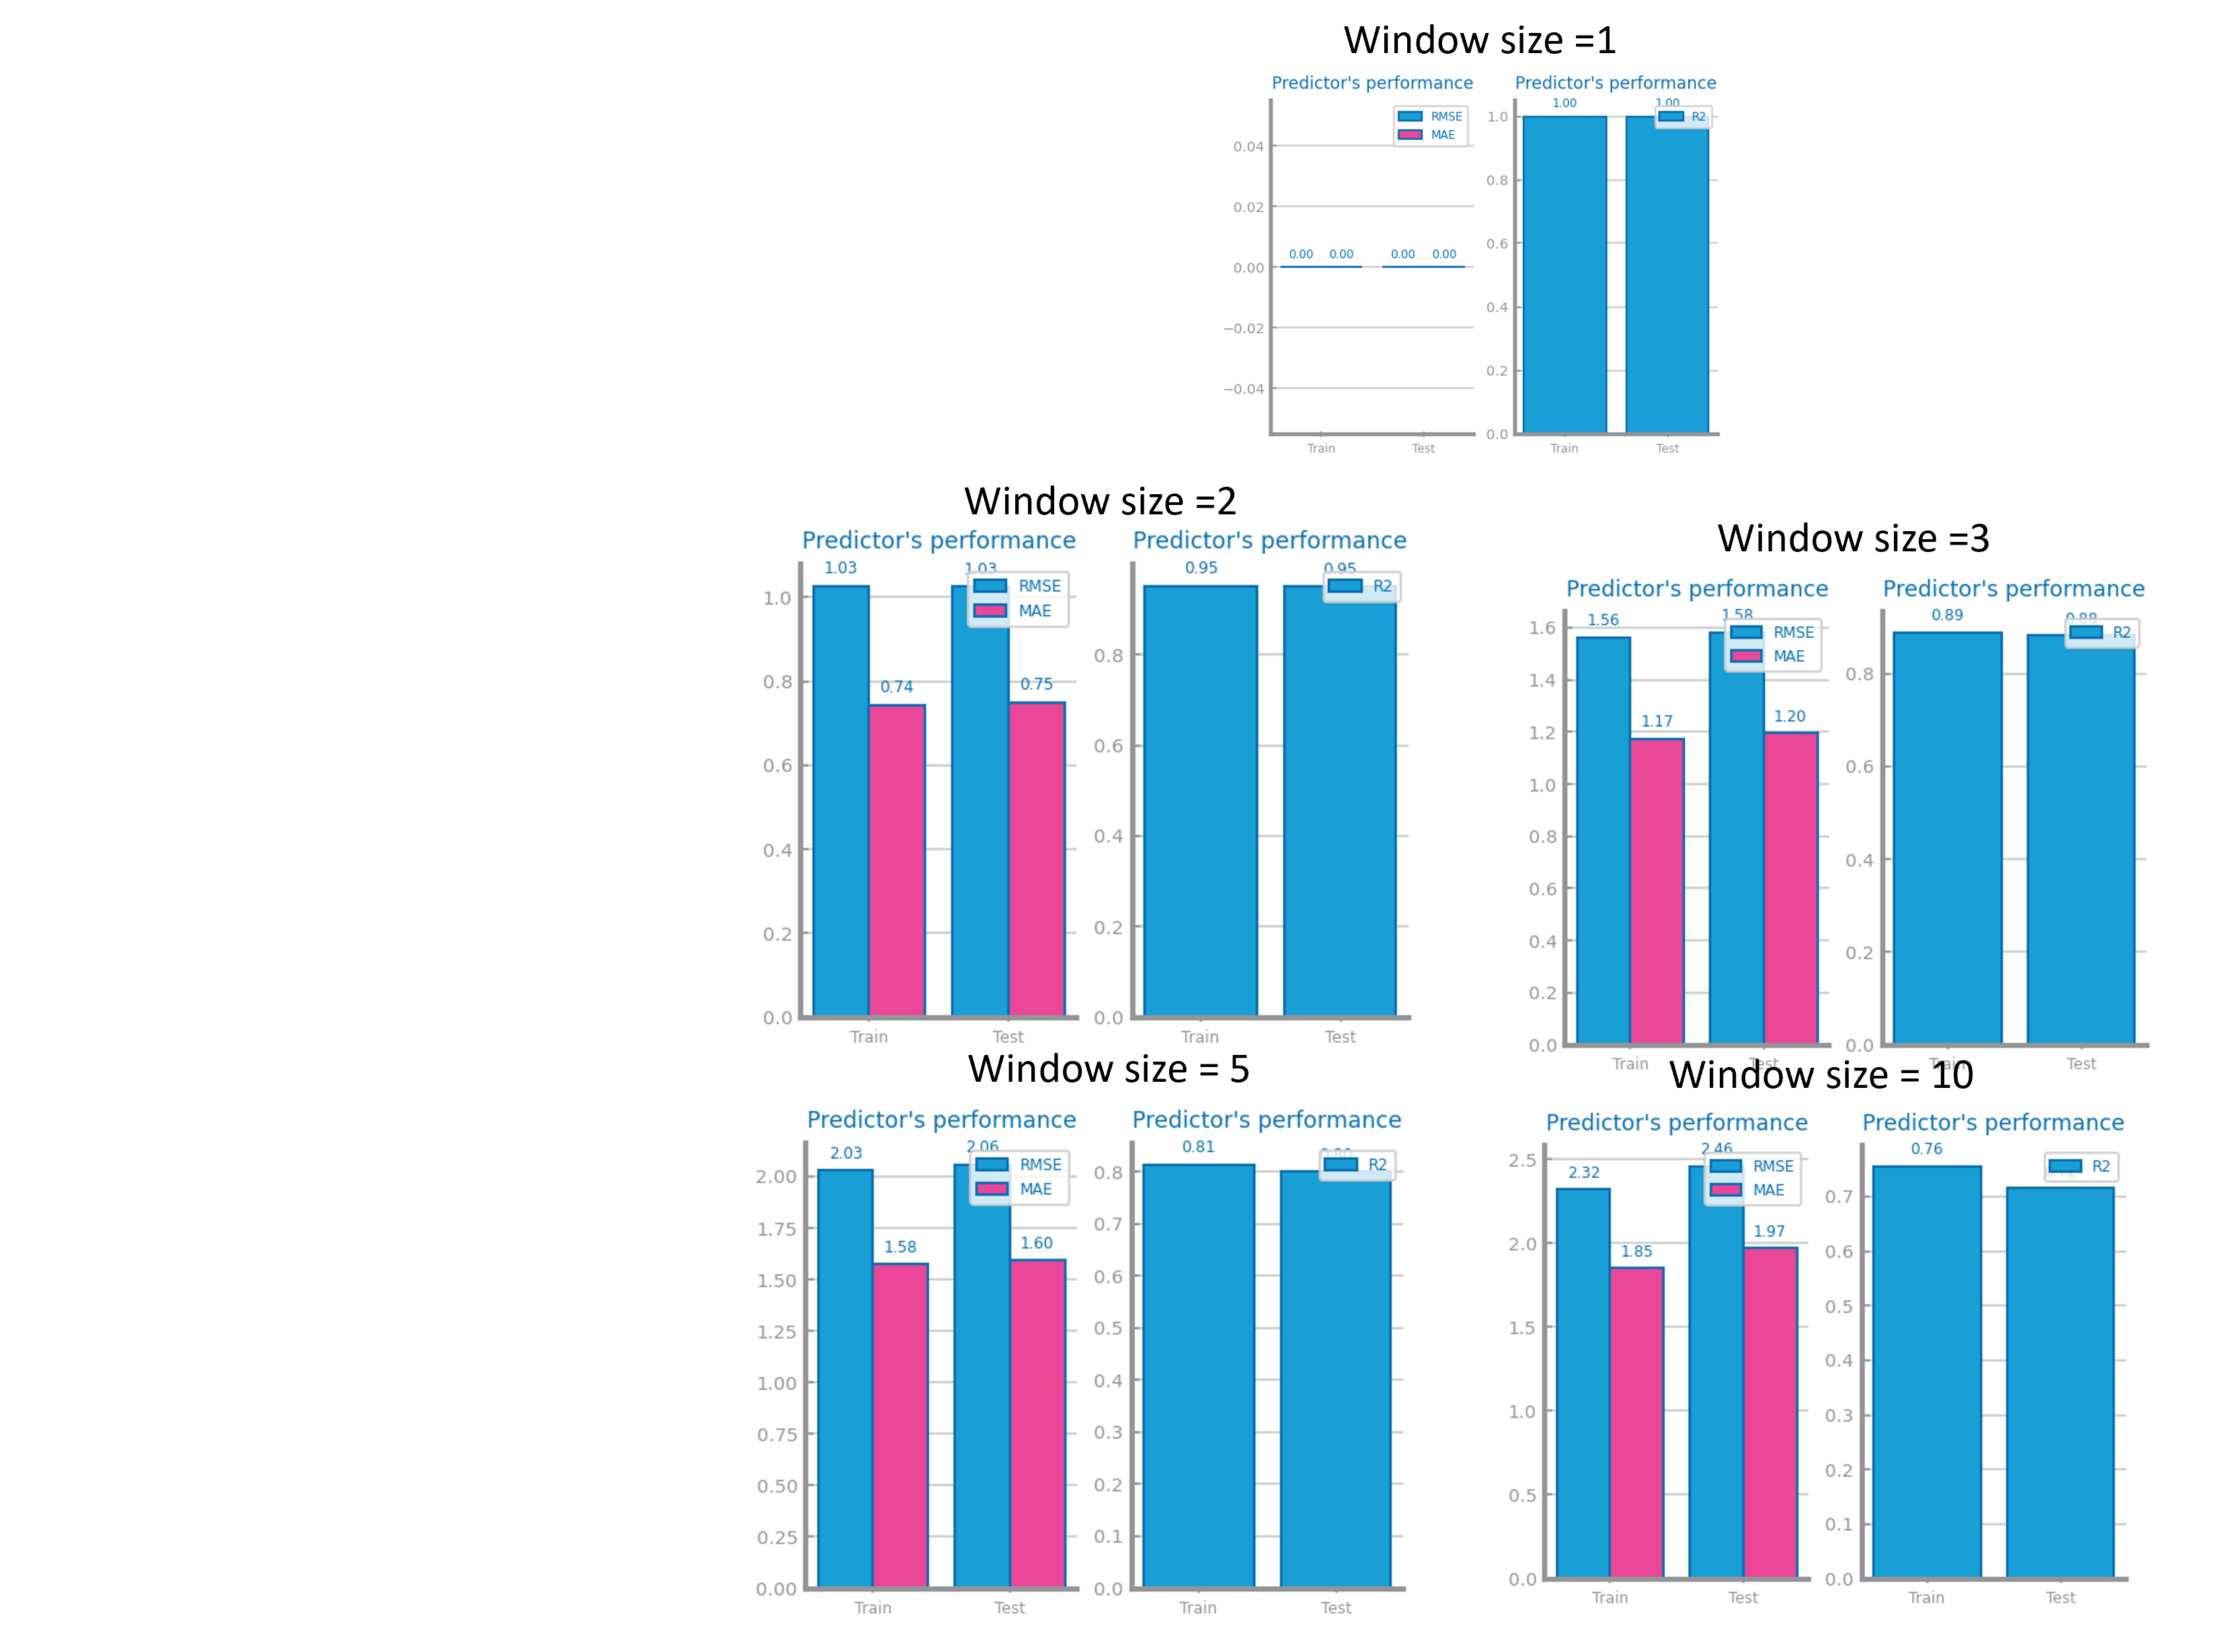 Window size =1
Predictor's performance Predictor's performance
RMSE
MAE
0.04
0.02
0.00
−0.02
−0.04
0.00 0.00 0.00 0.00
Train Test
1.00 1.00
R2
1.0
0.8
0.6
0.4
0.2
0.0
Train Test
Window size =2
Predictor's performance Predictor's performance
1.03 1.03
RMSE
MAE
0.74 0.75
1.0
0.8
0.6
0.4
0.2
0.0
Train Test
0.95 0.95
R2
0.8
0.6
0.4
0.2
0.0
Train Test
Window size =3
Predictor's performance Predictor's performance
1.56 1.58
RMSE
MAE
1.17 1.20
1.6
1.4
1.2
1.0
0.8
0.6
0.4
0.2
0.0
Train Test
0.89 0.88
R2
0.8
0.6
0.4
0.2
0.0
Train Test
Window size = 5
Predictor's performance Predictor's performance
2.03 2.06
RMSE
MAE
1.58 1.60
2.00
1.75
1.50
1.25
1.00
0.75
0.50
0.25
0.00
Train Test
0.81 0.80
R2
0.8
0.7
0.6
0.5
0.4
0.3
0.2
0.1
0.0
Train Test
Window size = 10
Predictor's performance Predictor's performance
2.32 2.46
RMSE
MAE
1.85 1.97
2.5
2.0
1.5
1.0
0.5
0.0
Train Test
0.76
R2
0.7
0.6
0.5
0.4
0.3
0.2
0.1
0.0
Train Test